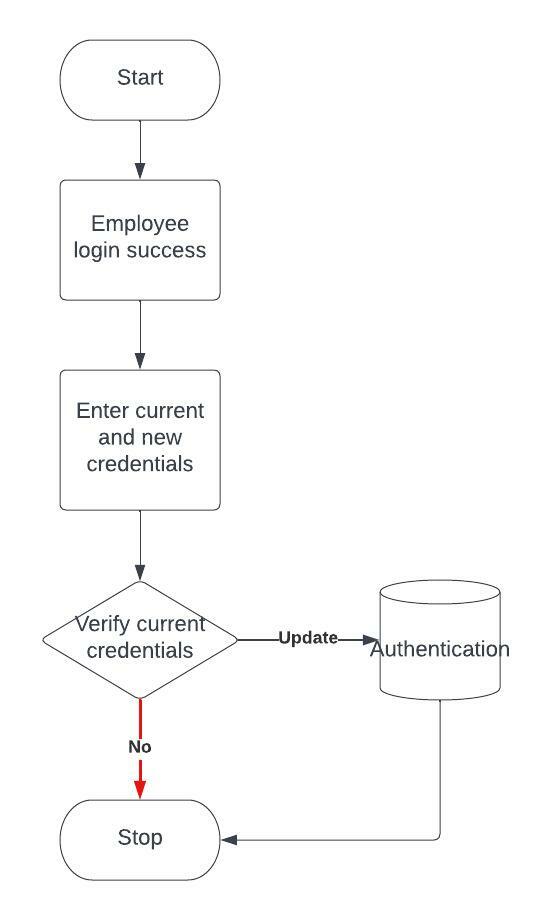 Start
Employee
login success
Enter current
and new
credentials
Verify current
credentials
Update
Authentication
No
Stop